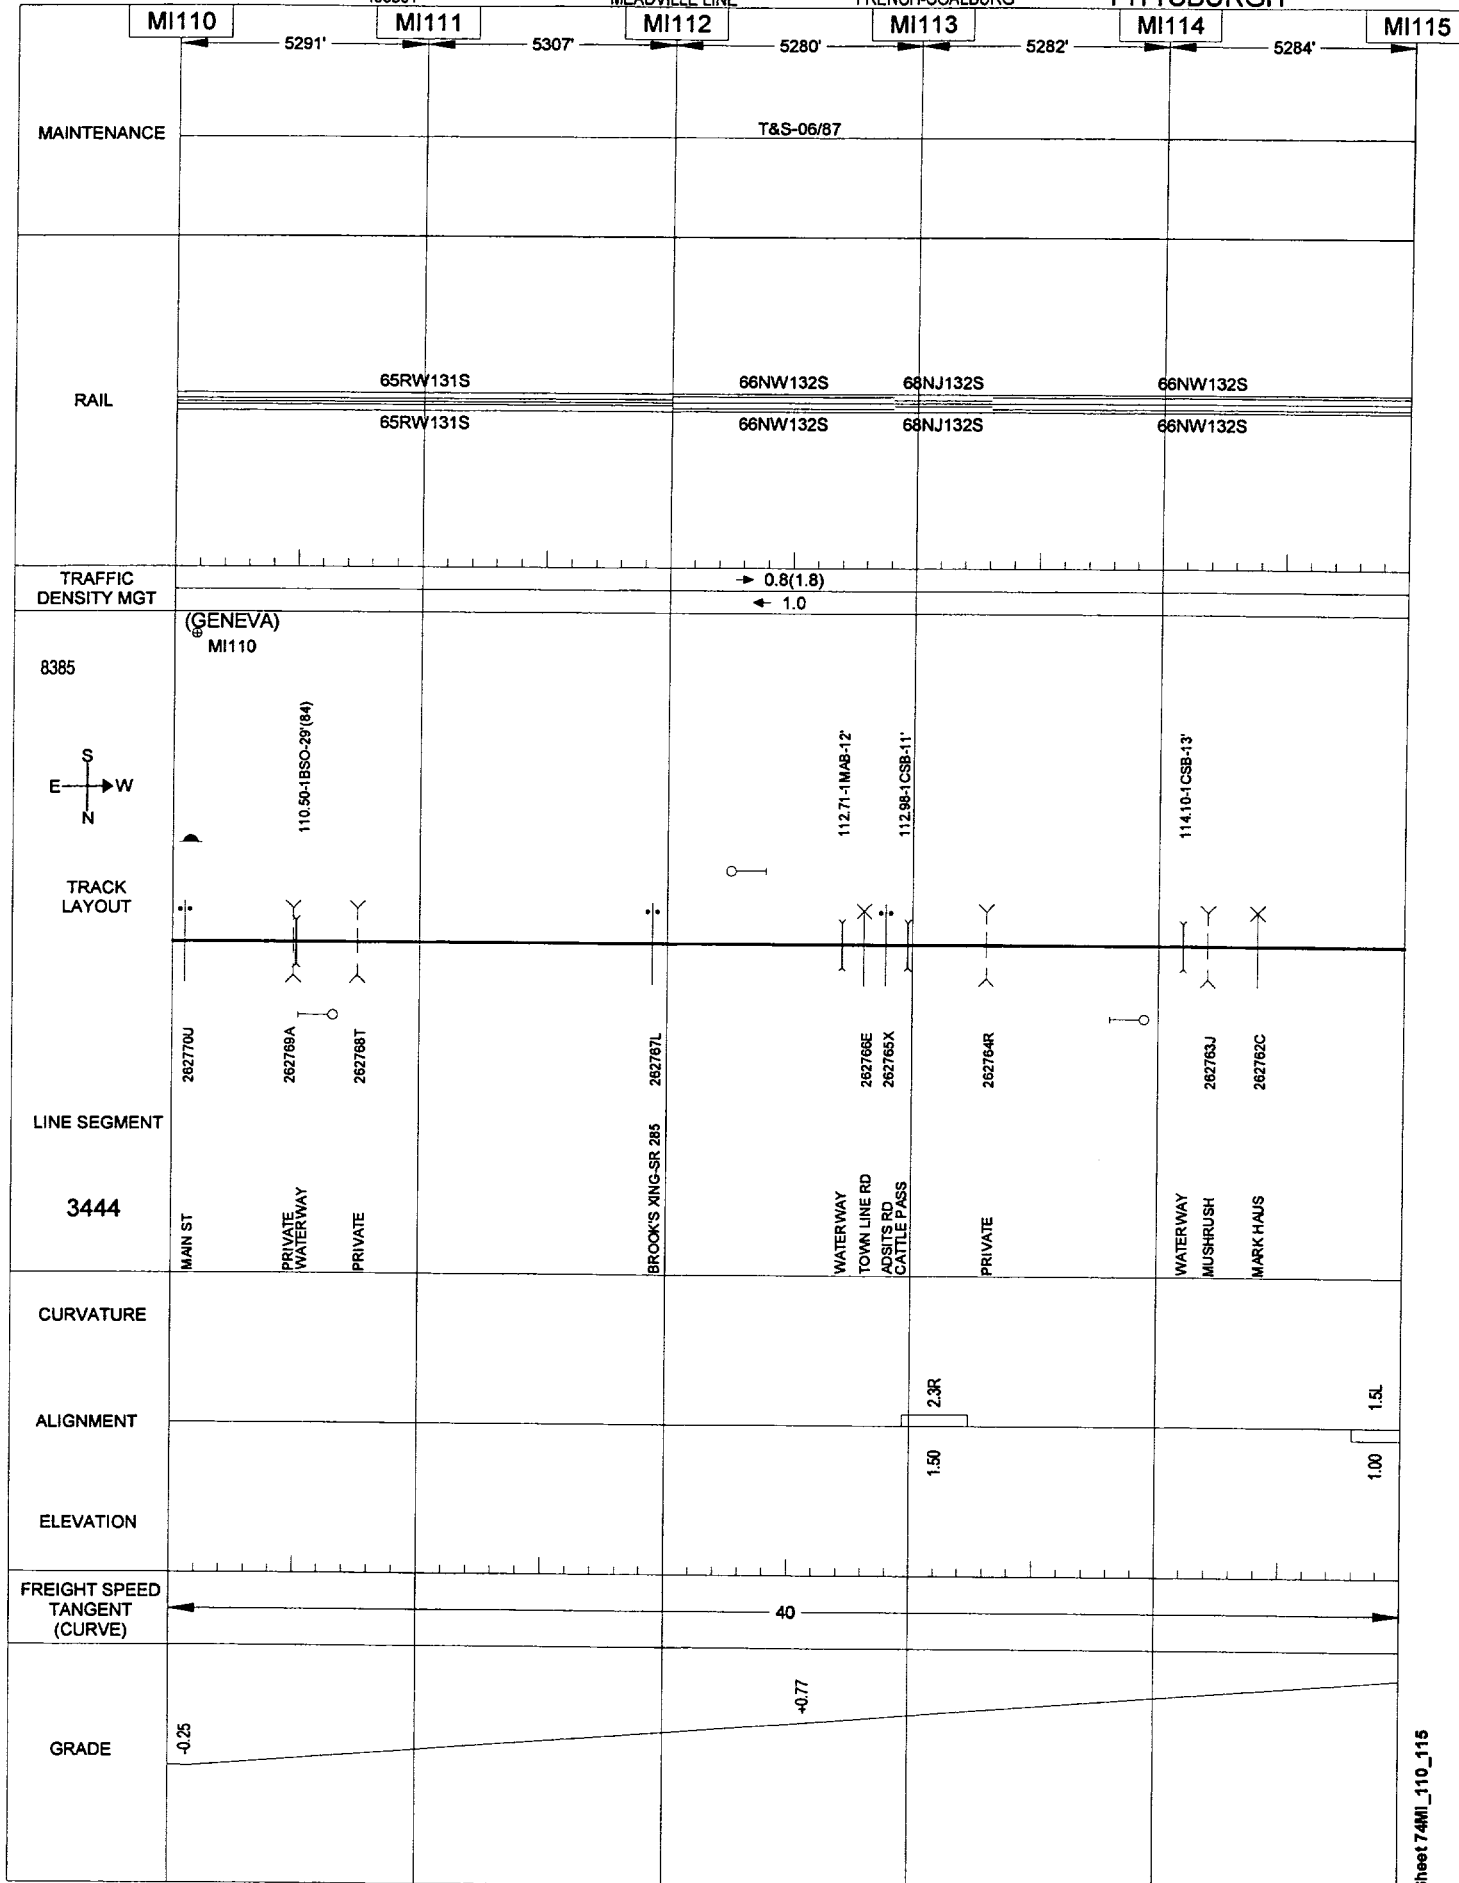 MEADVILLE LINE
FRENCH-COALBURG
PITTSBURGH
MI110 MI111 MI112 MI113 MI114 MI115
5291' 5307' 5280' 5282' 5284'
MAINTENANCE
T&S-06/87
RAIL
65RW131S 66NW132S 68NJ132S 66NW132S
65RW131S 66NW132S 68NJ132S 66NW132S
TRAFFIC
DENSITY MGT
→ 0.8(1.8)
← 1.0
(GENEVA)
MI110
8385
S
E W
N
110.50-1BSO-29'(84)
112.71-1MAB-12'
112.98-1CSB-11'
114.10-1CSB-13'
TRACK
LAYOUT
262770U
262769A
262768T
262767L
262766E
262765X
262764R
262763J
262762C
LINE SEGMENT
3444
MAIN ST
PRIVATE
WATERWAY
PRIVATE
BROOK'S XING-SR 285
WATERWAY
TOWN LINE RD
ADSITS RD
CATTLE PASS
PRIVATE
WATERWAY
MUSHRUSH
MARK HAUS
CURVATURE
ALIGNMENT
2.3R
1.5L
1.50
1.00
ELEVATION
FREIGHT SPEED
TANGENT
(CURVE)
40
GRADE
-0.25
+0.77
Sheet 74MI_110_115